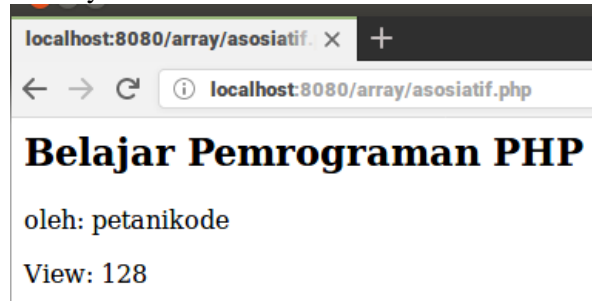 localhost:8080/array/asosiatif.
localhost:8080/array/asosiatif.php
Belajar Pemrograman PHP
oleh: petanikode
View: 128